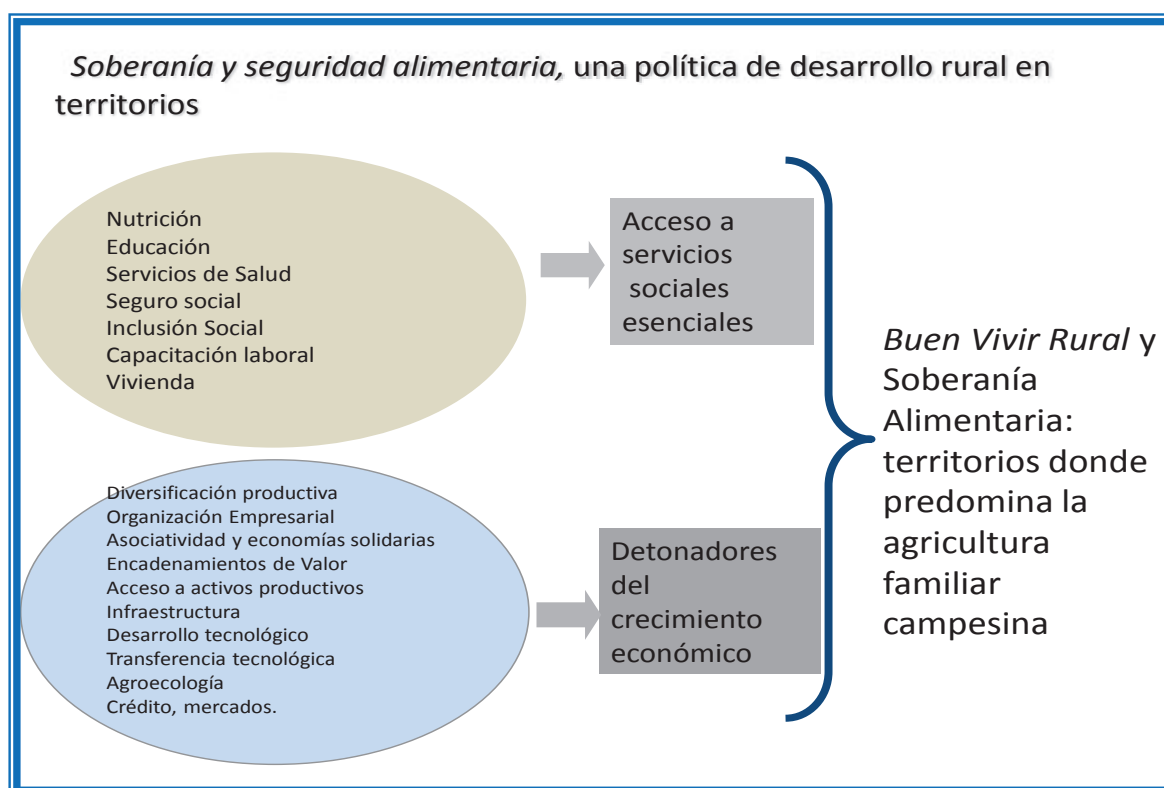 Soberanía y seguridad alimentaria, una política de desarrollo rural en
territorios
Nutrición
Educación
Servicios de Salud
Seguro social
Inclusión Social
Capacitación laboral
Vivienda
Acceso a
servicios
sociales
esenciales
Diversificación productiva
Organización Empresarial
Asociatividad y economías solidarias
Encadenamientos de Valor
Acceso a activos productivos
Infraestructura
Desarrollo tecnológico
Transferencia tecnológica
Agroecología
Crédito, mercados.
Detonadores
del
crecimiento
económico
Buen Vivir Rural y
Soberanía
Alimentaria:
territorios donde
predomina la
agricultura
familiar
campesina